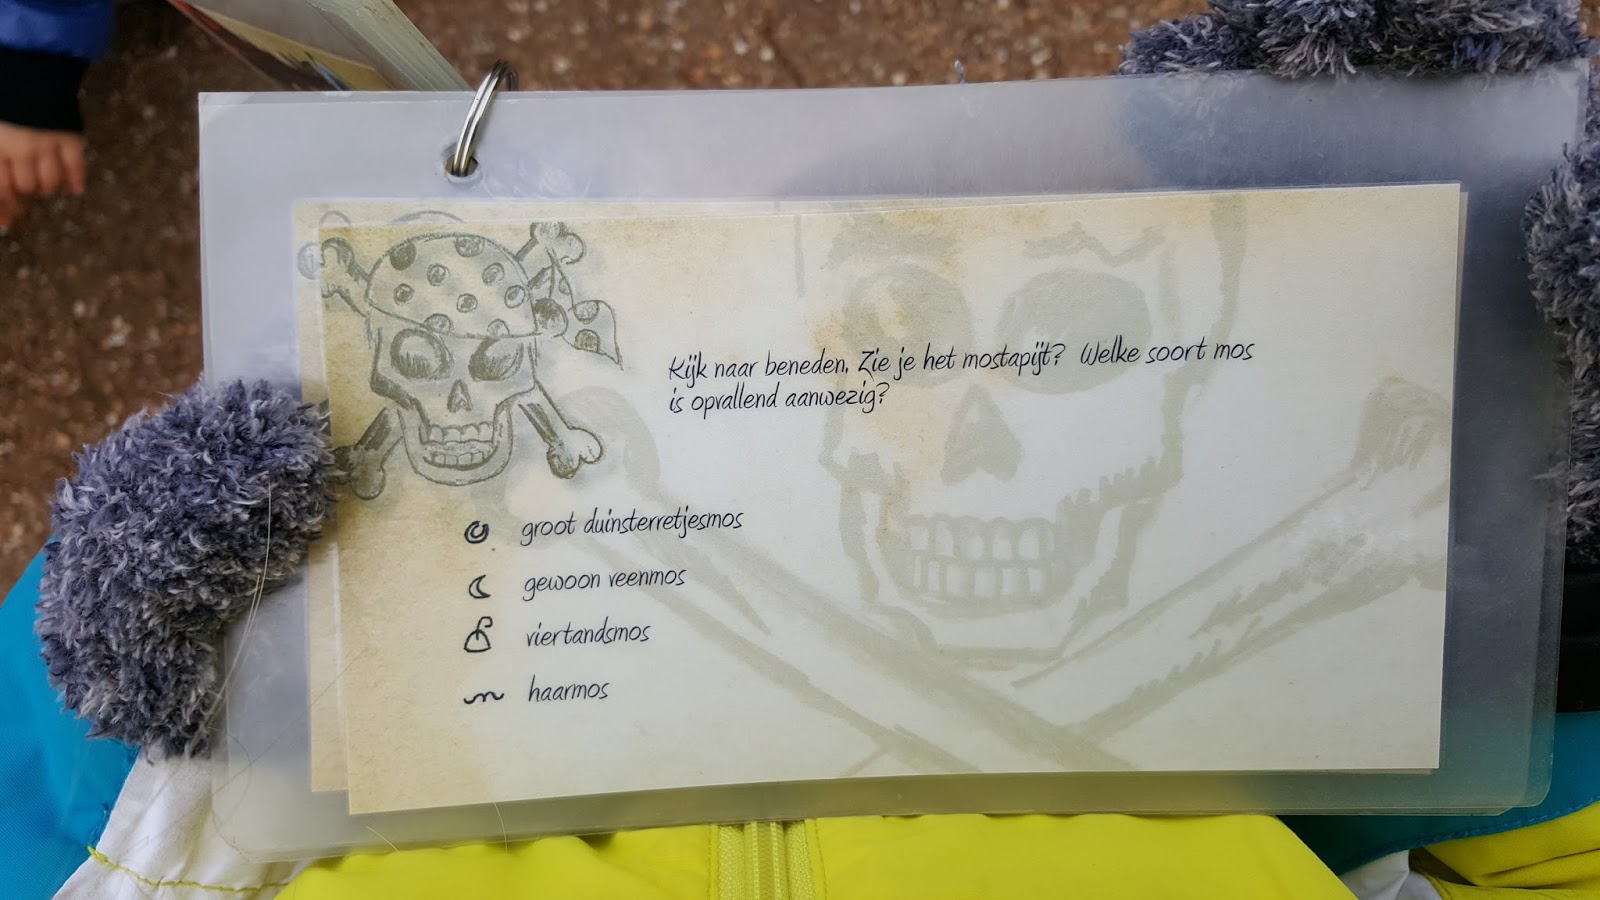 Kijk naar beneden. Zie je het mostapijt? Welke soort mos
is opvallend aanwezig?
groot duinsterretjesmos
gewoon veenmos
viertandsmos
haarmos